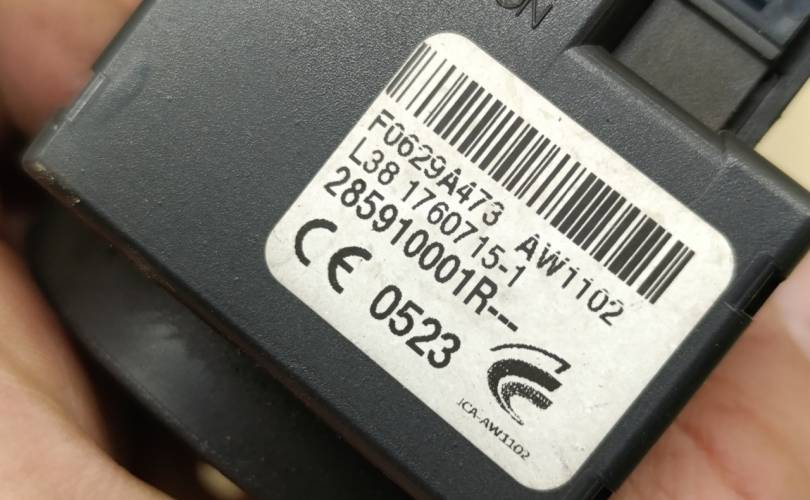 F0629A473 AW1102
L38 1760715-1
285910001R---
CE 0523
ICA-AW1102